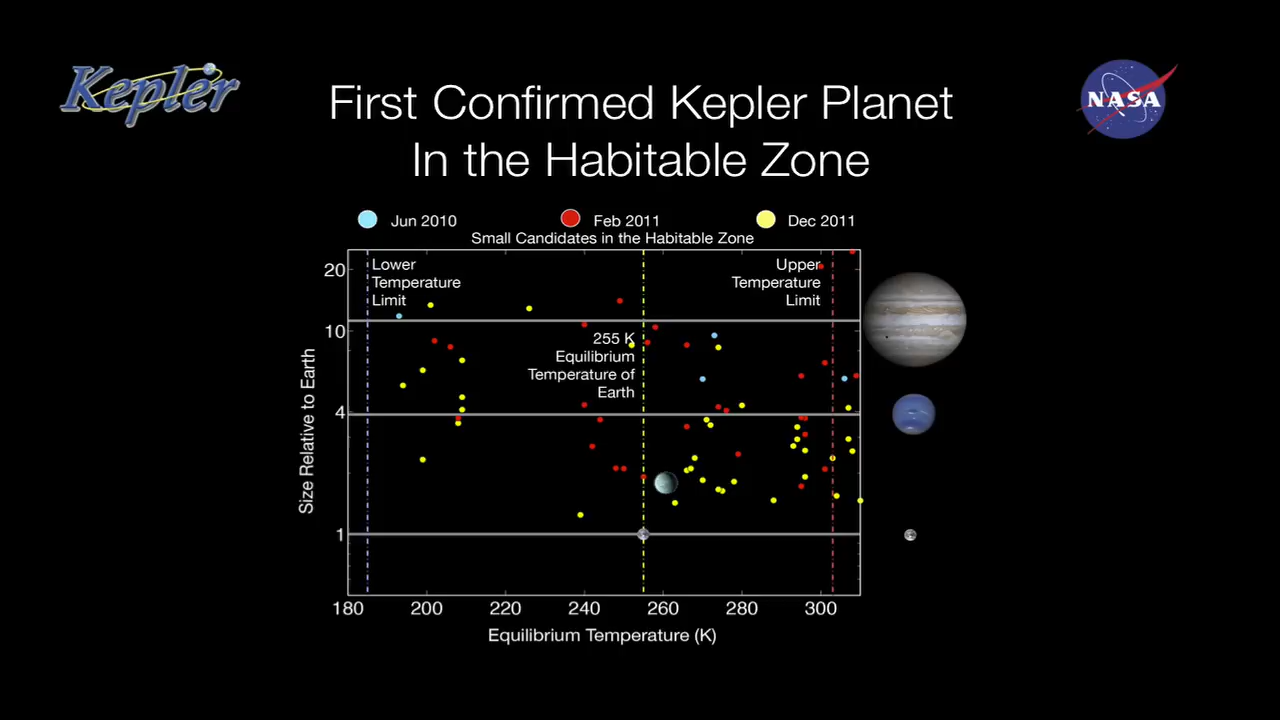 Kepler
NASA
First Confirmed Kepler Planet
In the Habitable Zone
Jun 2010
Feb 2011
Dec 2011
Small Candidates in the Habitable Zone
Lower
Temperature
Limit
Upper
Temperature
Limit
255 K
Equilibrium
Temperature of
Earth
Size Relative to Earth
20
10
4
1
180 200 220 240 260 280 300
Equilibrium Temperature (K)